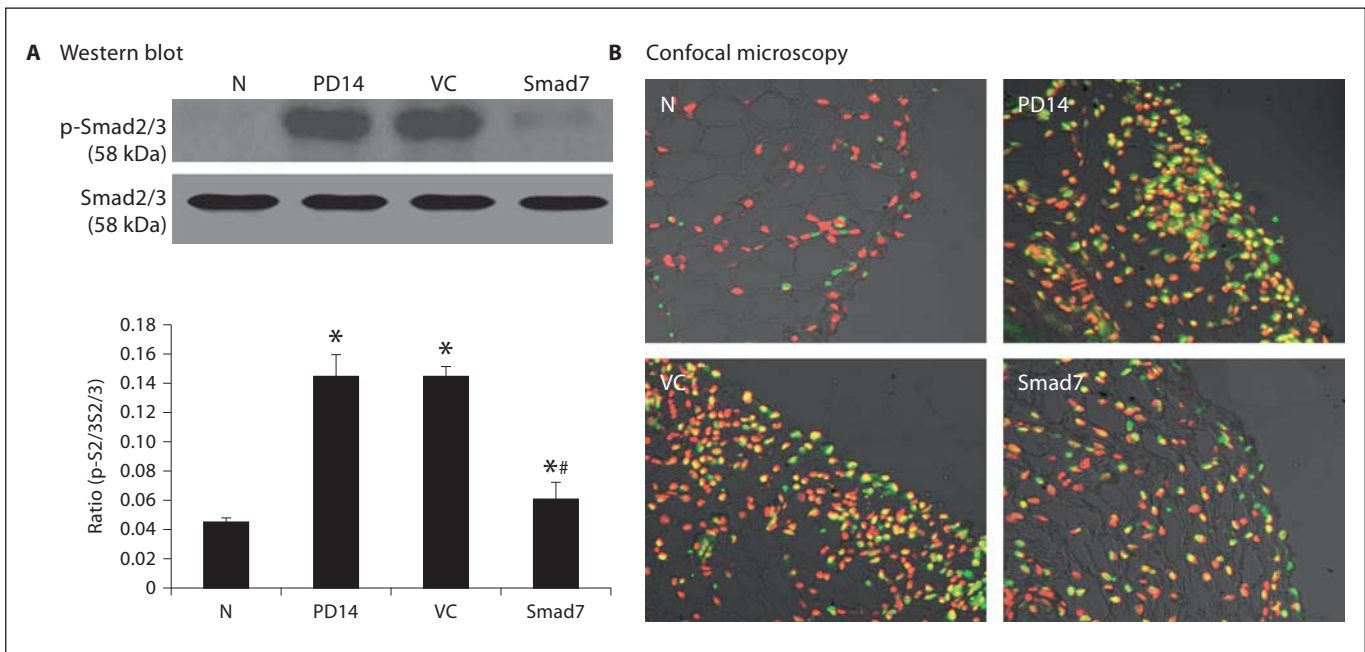 A Western blot
N PD14 VC Smad7
p-Smad2/3
(58 kDa)
Smad2/3
(58 kDa)
Ratio (p-S2/3S2/3)
0.18
0.16
0.14
0.12
0.10
0.08
0.06
0.04
0.02
0
* * *#
N PD14 VC Smad7
B Confocal microscopy
N
PD14
VC
Smad7